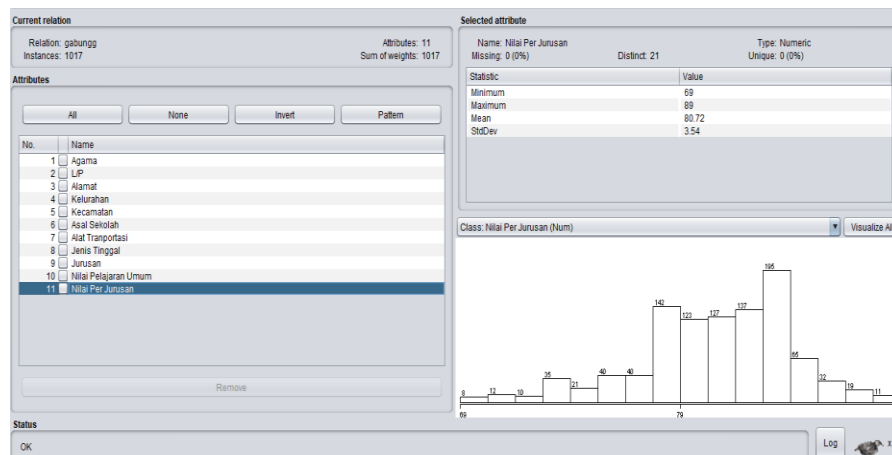 Current relation
Relation: gabungg
Attributes: 11
Instances: 1017
Sum of weights: 1017
Attributes
All
None
Invert
Pattern
No.
Name
1 Agama
2 L/P
3 Alamat
4 Kelurahan
5 Kecamatan
6 Asal Sekolah
7 Alat Tranportasi
8 Jenis Tinggal
9 Jurusan
10 Nilai Pelajaran Umum
11 Nilai Per Jurusan
Remove
Status
OK
Selected attribute
Name: Nilai Per Jurusan
Type: Numeric
Missing: 0 (0%)
Distinct: 21
Unique: 0 (0%)
Statistic
Value
Minimum
69
Maximum
89
Mean
80.72
StdDev
3.54
Class: Nilai Per Jurusan (Num)
Visualize Al
8
12
10
35
21
40
40
142
123
127
137
195
65
32
19
11
69
79
Log
x